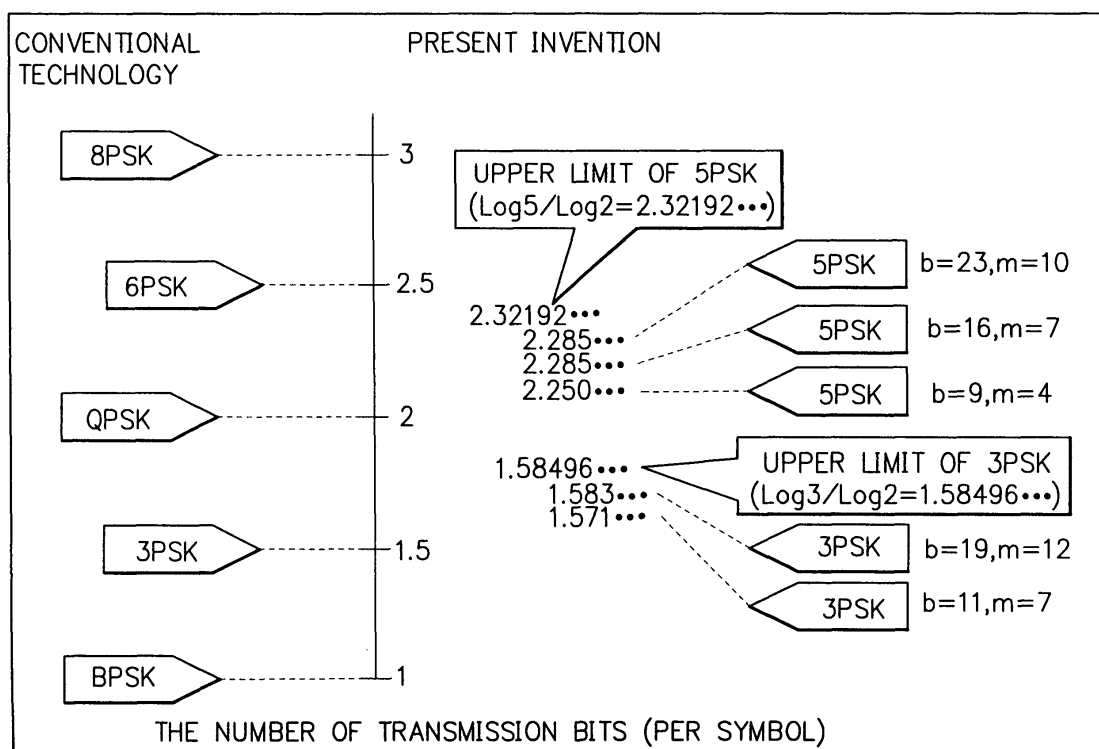 CONVENTIONAL
TECHNOLOGY
PRESENT INVENTION
8PSK
3
UPPER LIMIT OF 5PSK
(Log5/Log2=2.32192•••)
6PSK
2.5
5PSK b=23,m=10
2.32192•••
2.285•••
5PSK b=16,m=7
2.285•••
2.250•••
5PSK b=9,m=4
QPSK
2
1.58496•••
UPPER LIMIT OF 3PSK
(Log3/Log2=1.58496•••)
1.583•••
1.571•••
3PSK
1.5
3PSK b=19,m=12
3PSK b=11,m=7
BPSK
1
THE NUMBER OF TRANSMISSION BITS (PER SYMBOL)